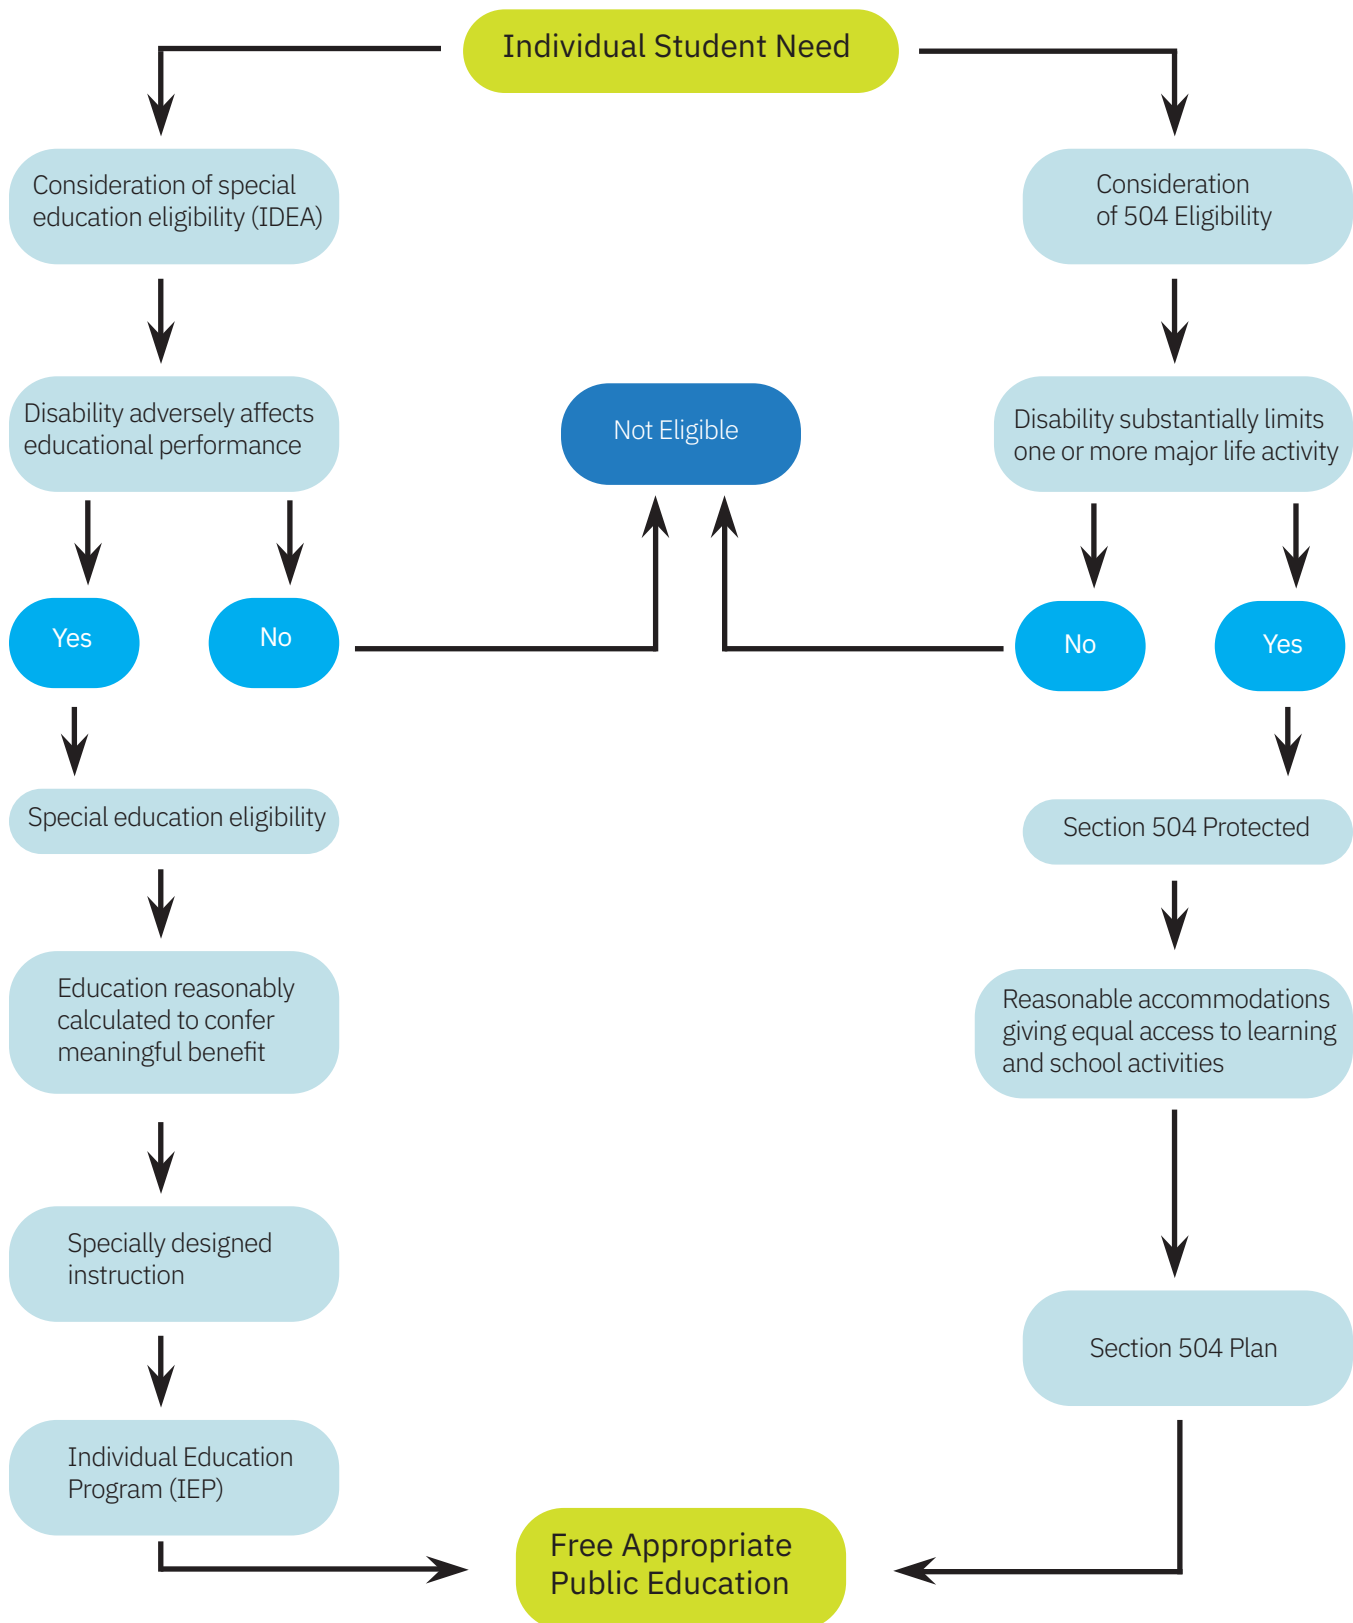 Individual Student Need
Consideration of special
education eligibility (IDEA)
Consideration
of 504 Eligibility
Disability adversely affects
educational performance
Not Eligible
Disability substantially limits
one or more major life activity
Yes
No
No
Yes
Special education eligibility
Section 504 Protected
Education reasonably
calculated to confer
meaningful benefit
Reasonable accommodations
giving equal access to learning
and school activities
Specially designed
instruction
Section 504 Plan
Individual Education
Program (IEP)
Free Appropriate
Public Education